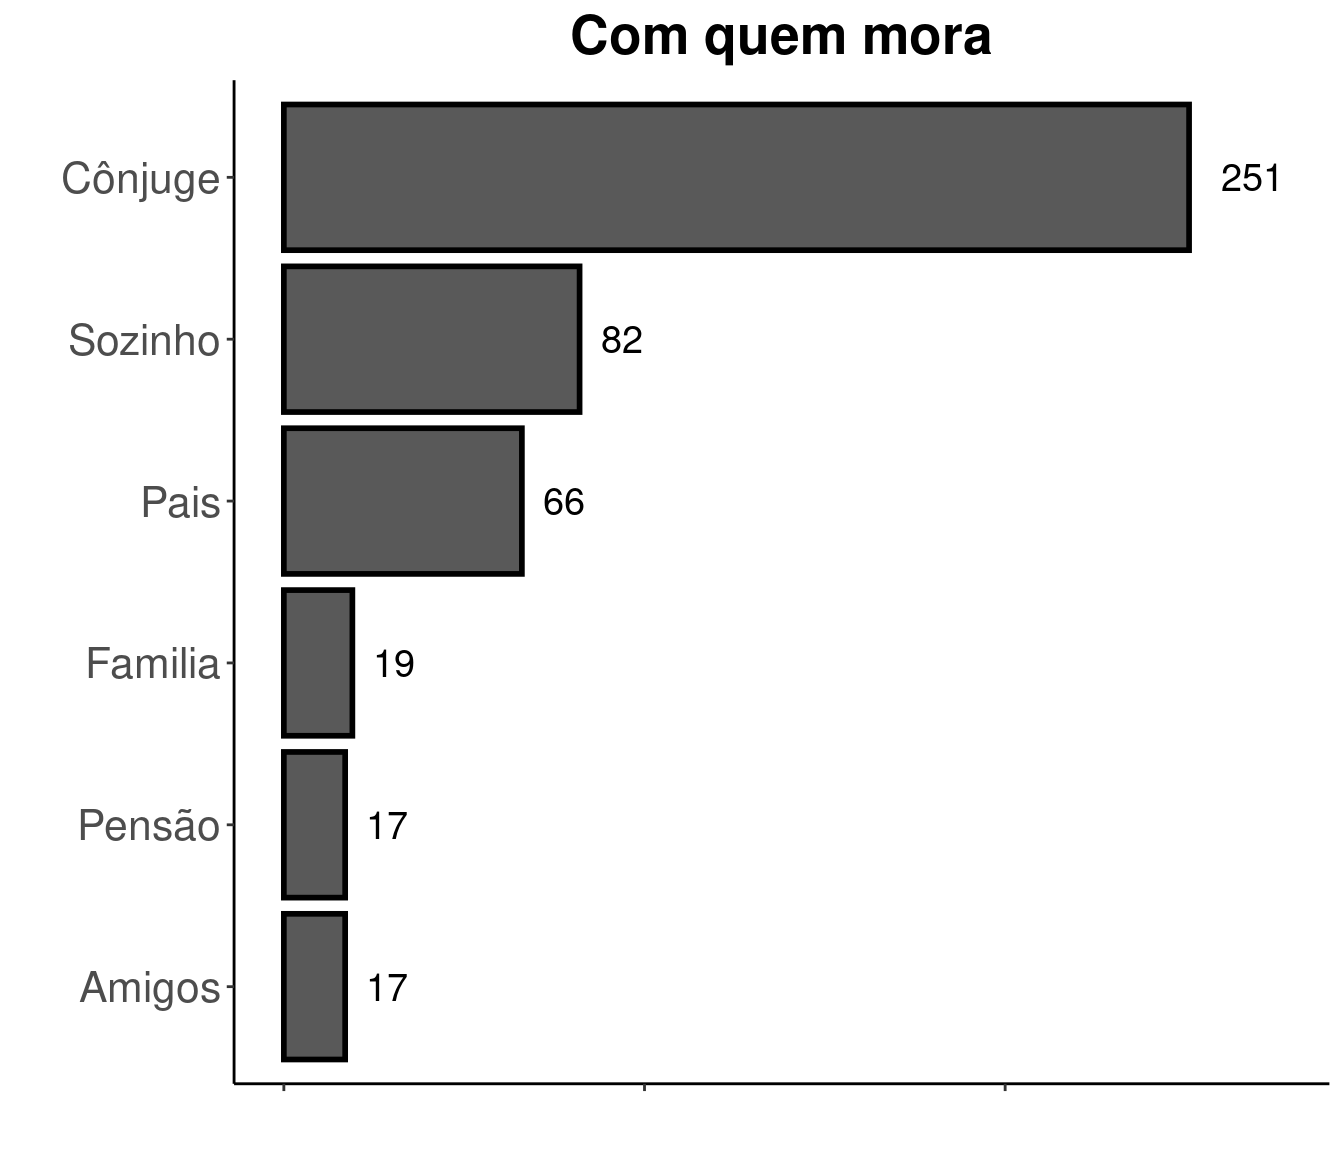 Com quem mora
Cônjuge 251
Sozinho 82
Pais 66
Familia 19
Pensão 17
Amigos 17